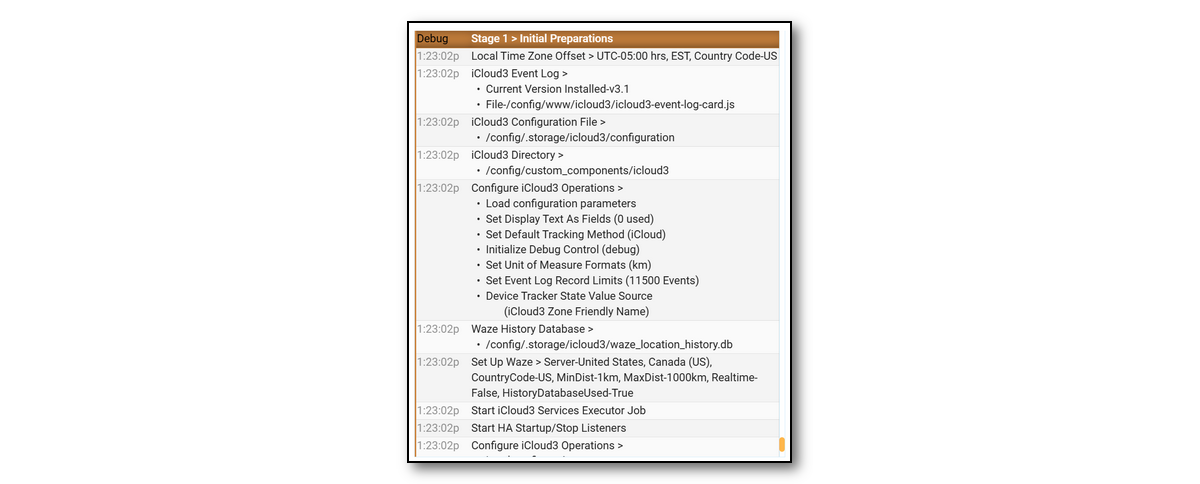 Debug Stage 1 > Initial Preparations
1:23:02p Local Time Zone Offset > UTC-05:00 hrs, EST, Country Code-US
1:23:02p iCloud3 Event Log >
• Current Version Installed-v3.1
• File-/config/www/icloud3/icloud3-event-log-card.js
1:23:02p iCloud3 Configuration File >
• /config/.storage/icloud3/configuration
1:23:02p iCloud3 Directory >
• /config/custom_components/icloud3
1:23:02p Configure iCloud3 Operations >
• Load configuration parameters
• Set Display Text As Fields (0 used)
• Set Default Tracking Method (iCloud)
• Initialize Debug Control (debug)
• Set Unit of Measure Formats (km)
• Set Event Log Record Limits (11500 Events)
• Device Tracker State Value Source
(iCloud3 Zone Friendly Name)
1:23:02p Waze History Database >
• /config/.storage/icloud3/waze_location_history.db
1:23:02p Set Up Waze > Server-United States, Canada (US),
CountryCode-US, MinDist-1km, MaxDist-1000km, Realtime-
False, HistoryDatabaseUsed-True
1:23:02p Start iCloud3 Services Executor Job
1:23:02p Start HA Startup/Stop Listeners
1:23:02p Configure iCloud3 Operations >